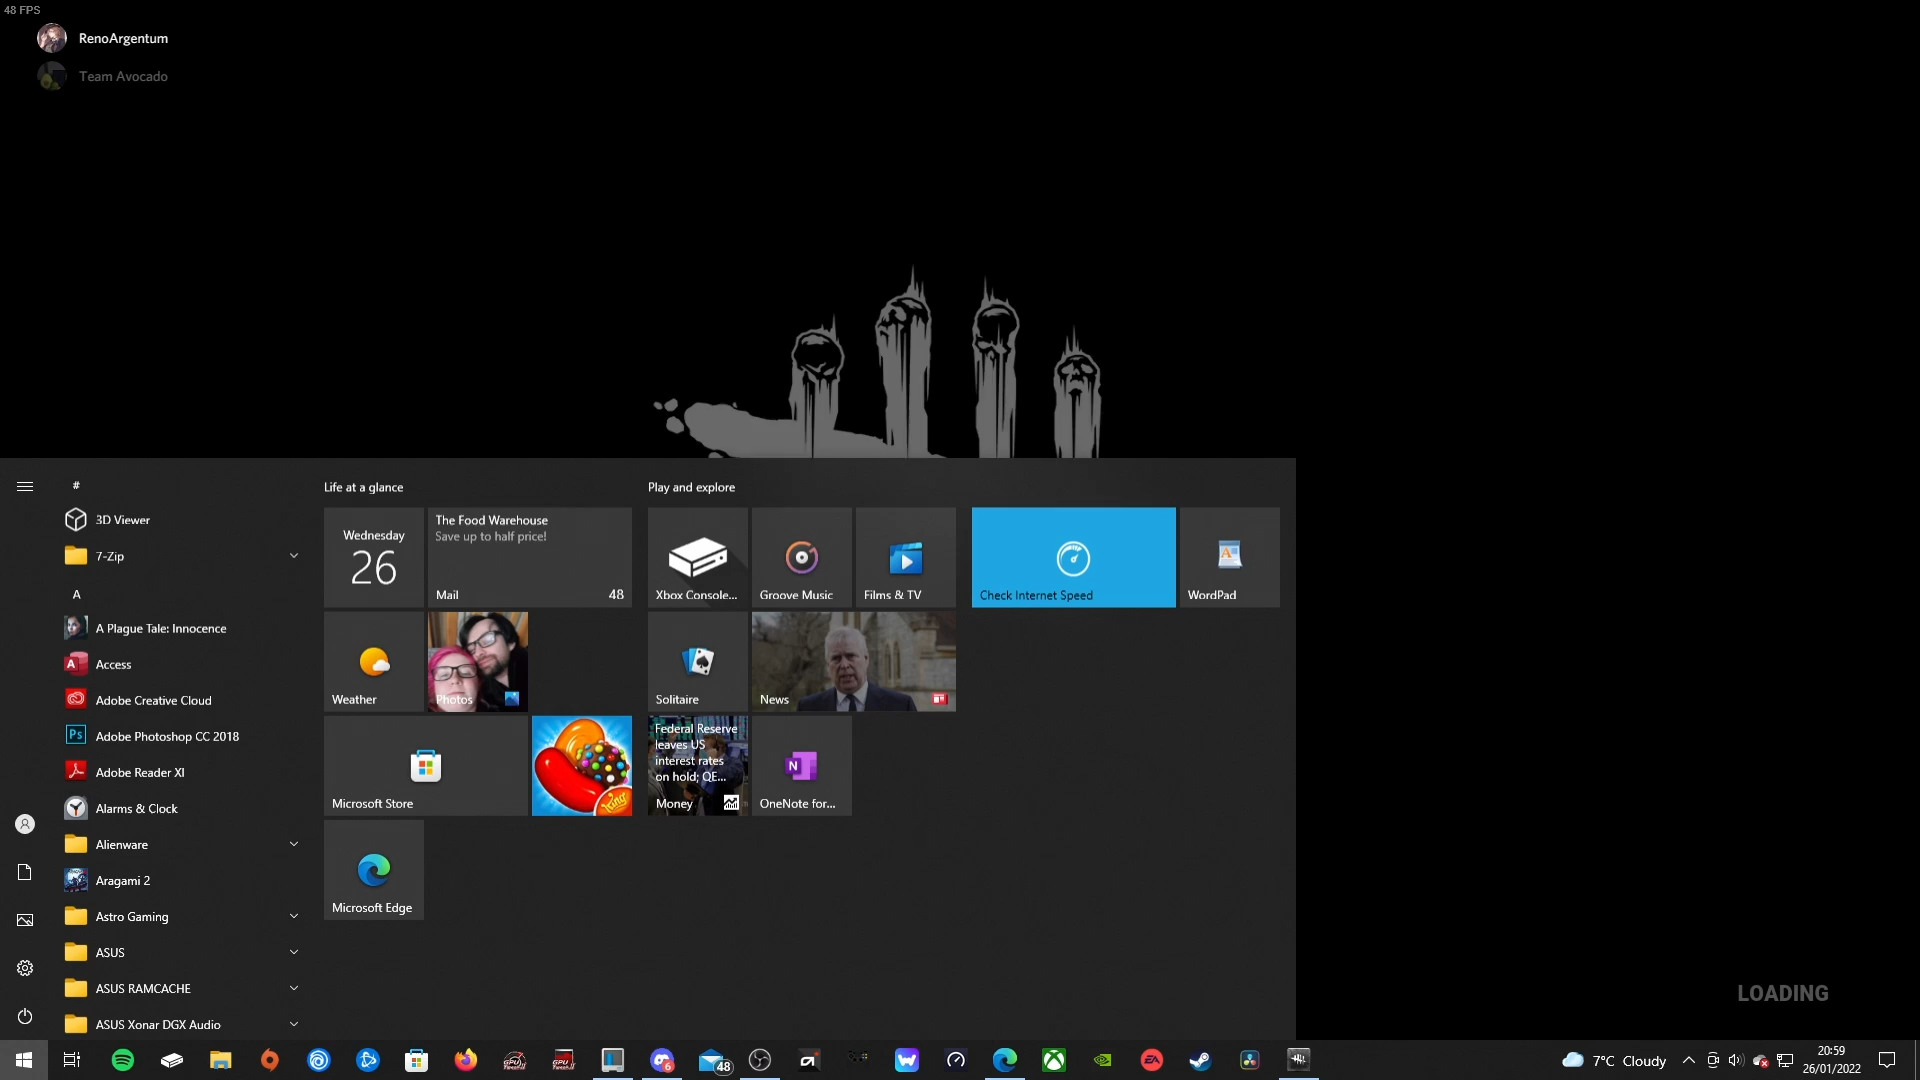 48 FPS
RenoArgentum
Team Avocado
#
3D Viewer
7-Zip
A
A Plague Tale: Innocence
Access
Adobe Creative Cloud
Adobe Photoshop CC 2018
Adobe Reader XI
Alarms & Clock
Alienware
Aragami 2
Astro Gaming
ASUS
ASUS RAMCACHE
ASUS Xonar DGX Audio
Life at a glance
Wednesday
26
The Food Warehouse
Save up to half price!
Mail 48
Weather
Photos
Microsoft Store
King
Microsoft Edge
Play and explore
Xbox Console...
Groove Music
Films & TV
Solitaire
News
Federal Reserve
leaves US
interest rates
on hold; QE...
Money
OneNote for...
Check Internet Speed
WordPad
LOADING
6
48
EA
7°C Cloudy
20:59
26/01/2022